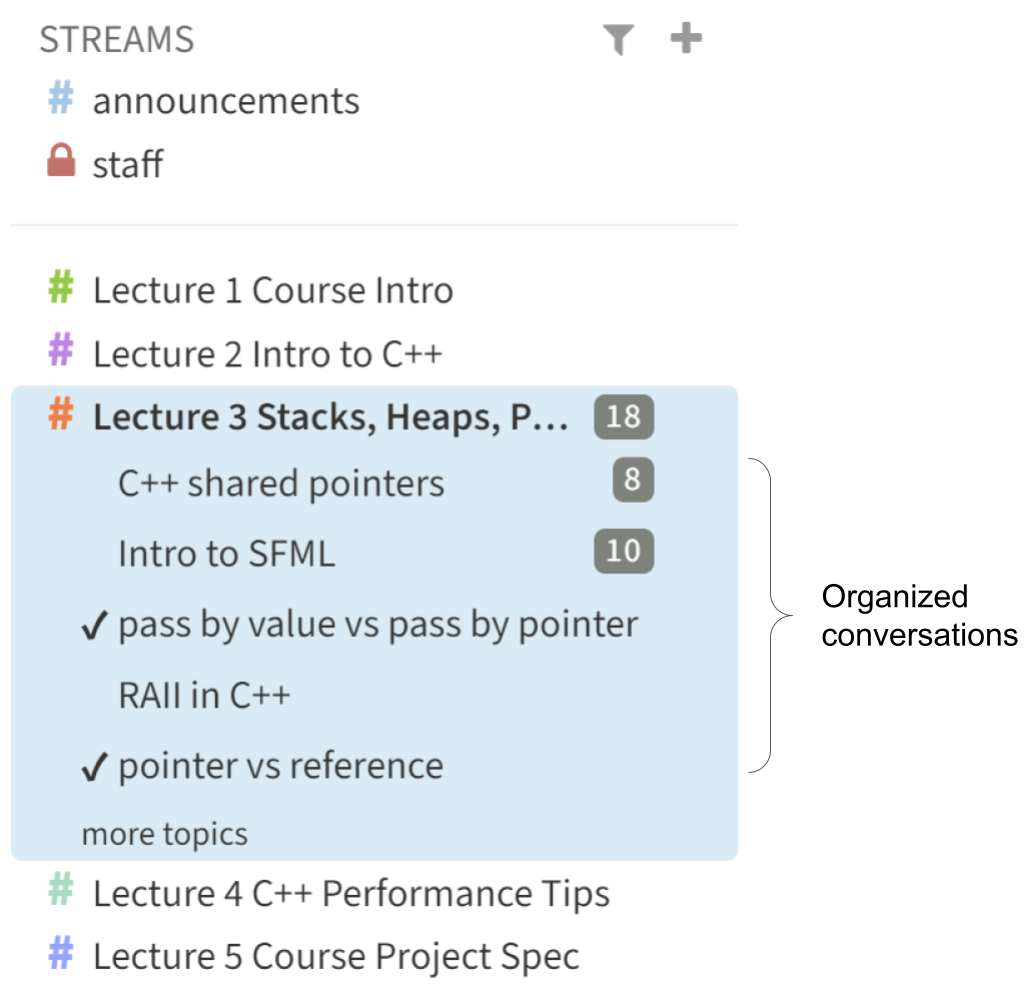 STREAMS
# announcements
staff
# Lecture 1 Course Intro
# Lecture 2 Intro to C++
# Lecture 3 Stacks, Heaps, P... 18
C++ shared pointers 8
Intro to SFML 10
✓ pass by value vs pass by pointer
RAII in C++
✓ pointer vs reference
more topics
# Lecture 4 C++ Performance Tips
# Lecture 5 Course Project Spec
Organized
conversations